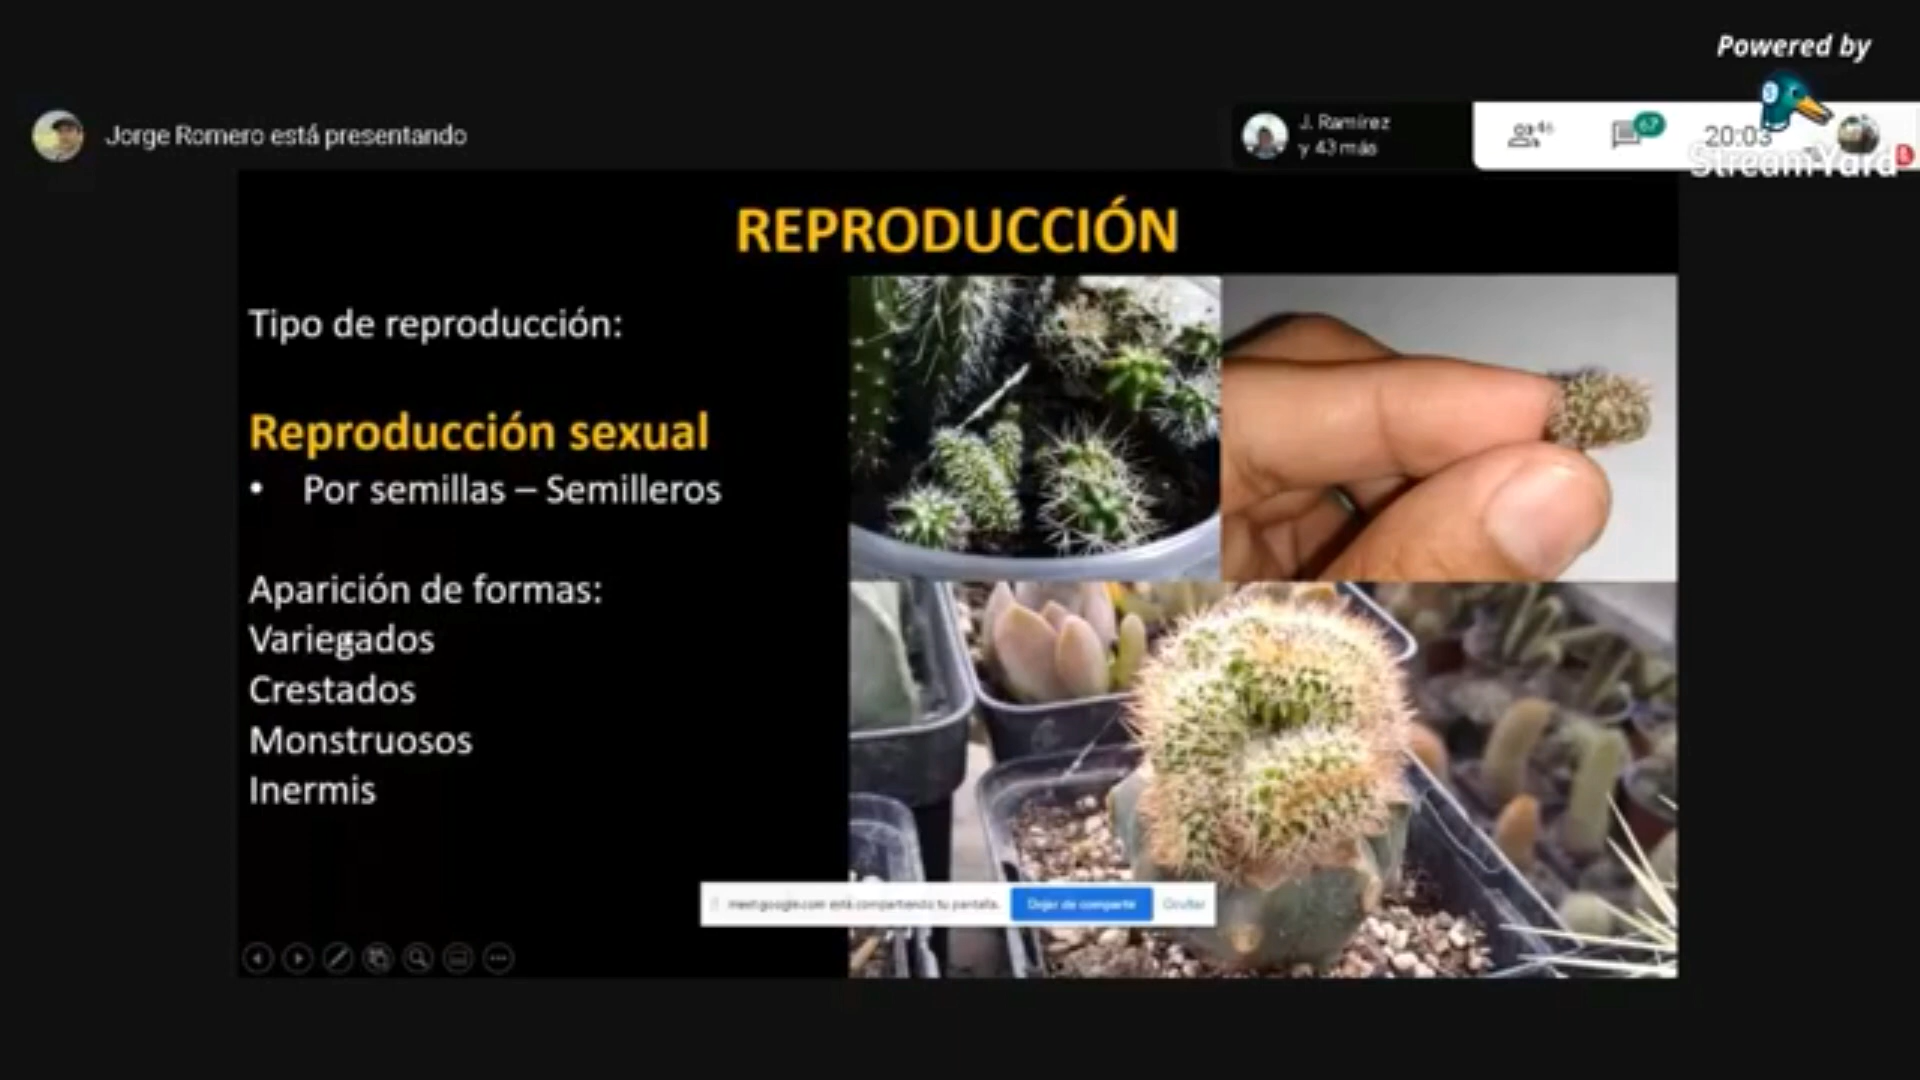 Powered by
StreamYard
Jorge Romero está presentando
J. Ramírez
y 43 más
46
67
20:03
REPRODUCCIÓN
Tipo de reproducción:
Reproducción sexual
• Por semillas – Semilleros
Aparición de formas:
Variegados
Crestados
Monstruosos
Inermis
meet.google.com está compartiendo tu pantalla.
Dejar de compartir
Ocultar